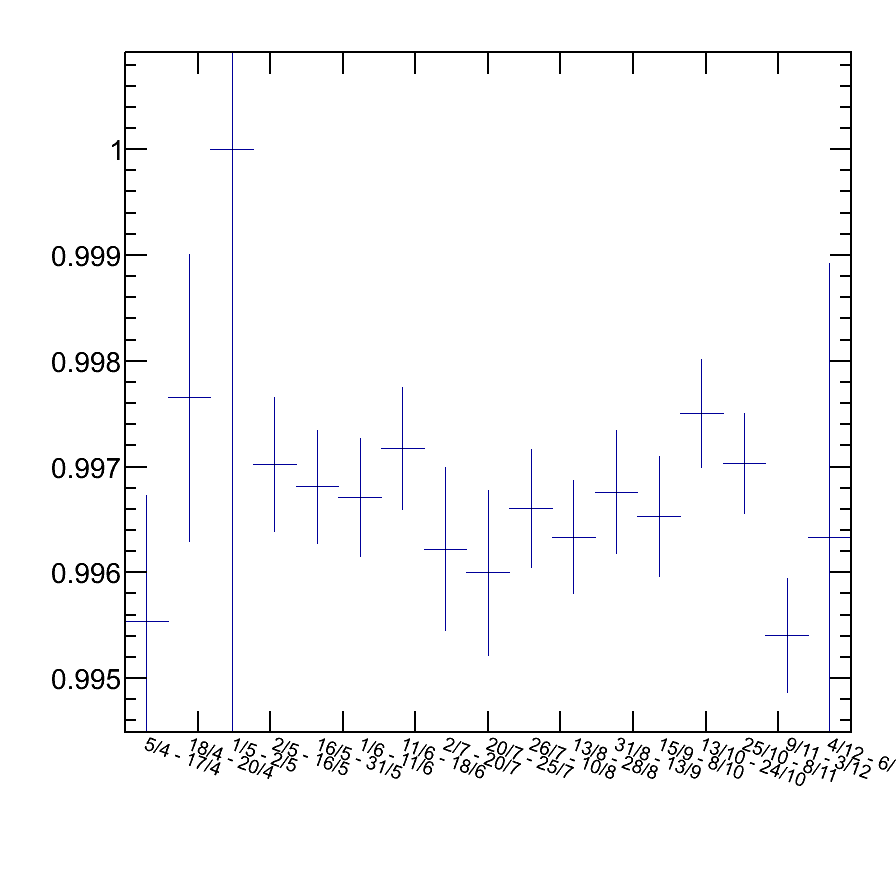 1
0.999
0.998
0.997
0.996
0.995
5/4 - 17/4
18/4 - 20/4
1/5 - 2/5
2/5 - 16/5
16/5 - 31/5
1/6 - 11/6
11/6 - 18/6
2/7 - 20/7
20/7 - 25/7
26/7 - 10/8
13/8 - 28/8
31/8 - 13/9
15/9 - 8/10
13/10 - 24/10
25/10 - 8/11
9/11 - 3/12
4/12 - 6/